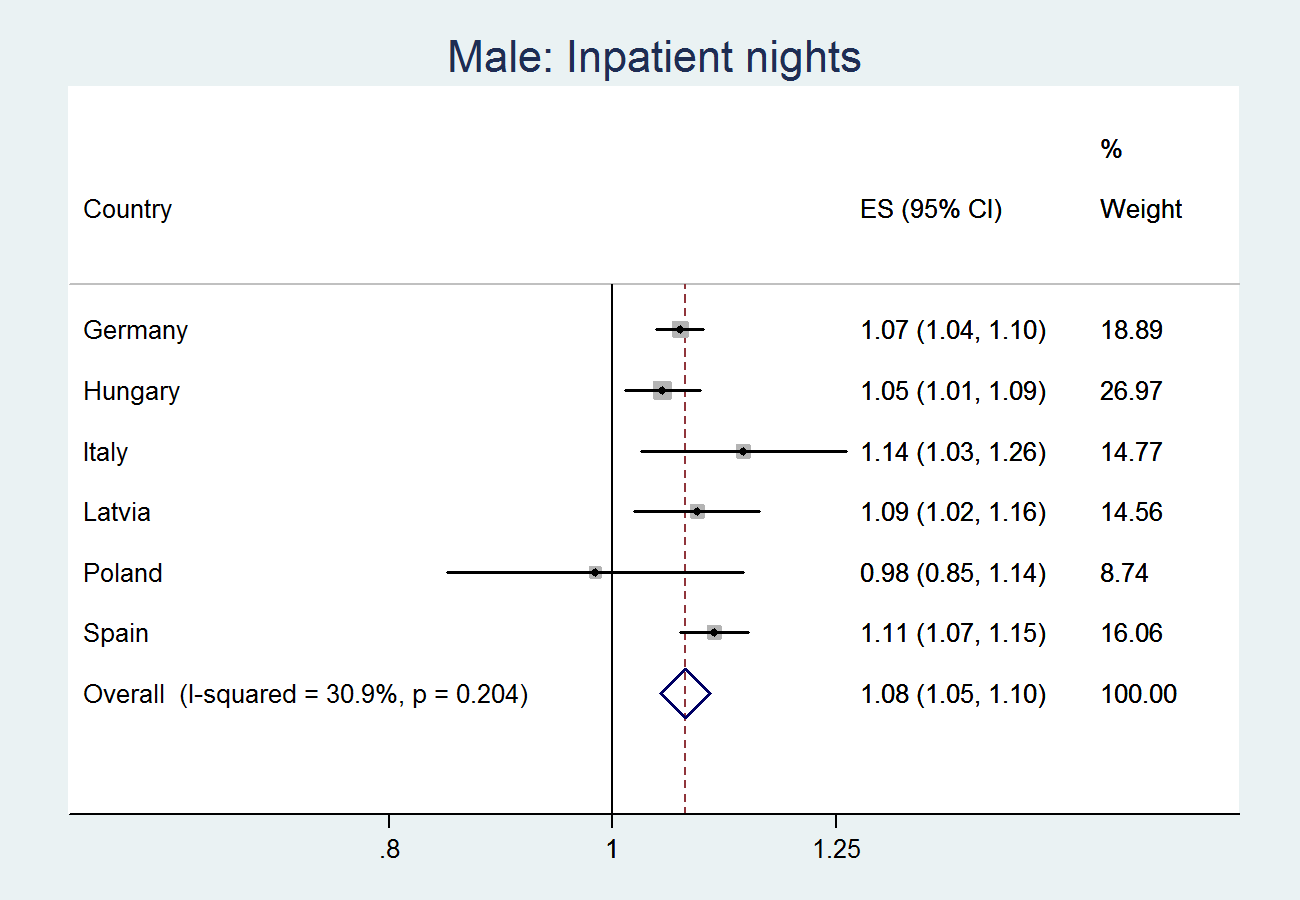 Male: Inpatient nights
%
Country ES (95% CI) Weight
Germany 1.07 (1.04, 1.10) 18.89
Hungary 1.05 (1.01, 1.09) 26.97
Italy 1.14 (1.03, 1.26) 14.77
Latvia 1.09 (1.02, 1.16) 14.56
Poland 0.98 (0.85, 1.14) 8.74
Spain 1.11 (1.07, 1.15) 16.06
Overall (I-squared = 30.9%, p = 0.204) 1.08 (1.05, 1.10) 100.00
.8 1 1.25